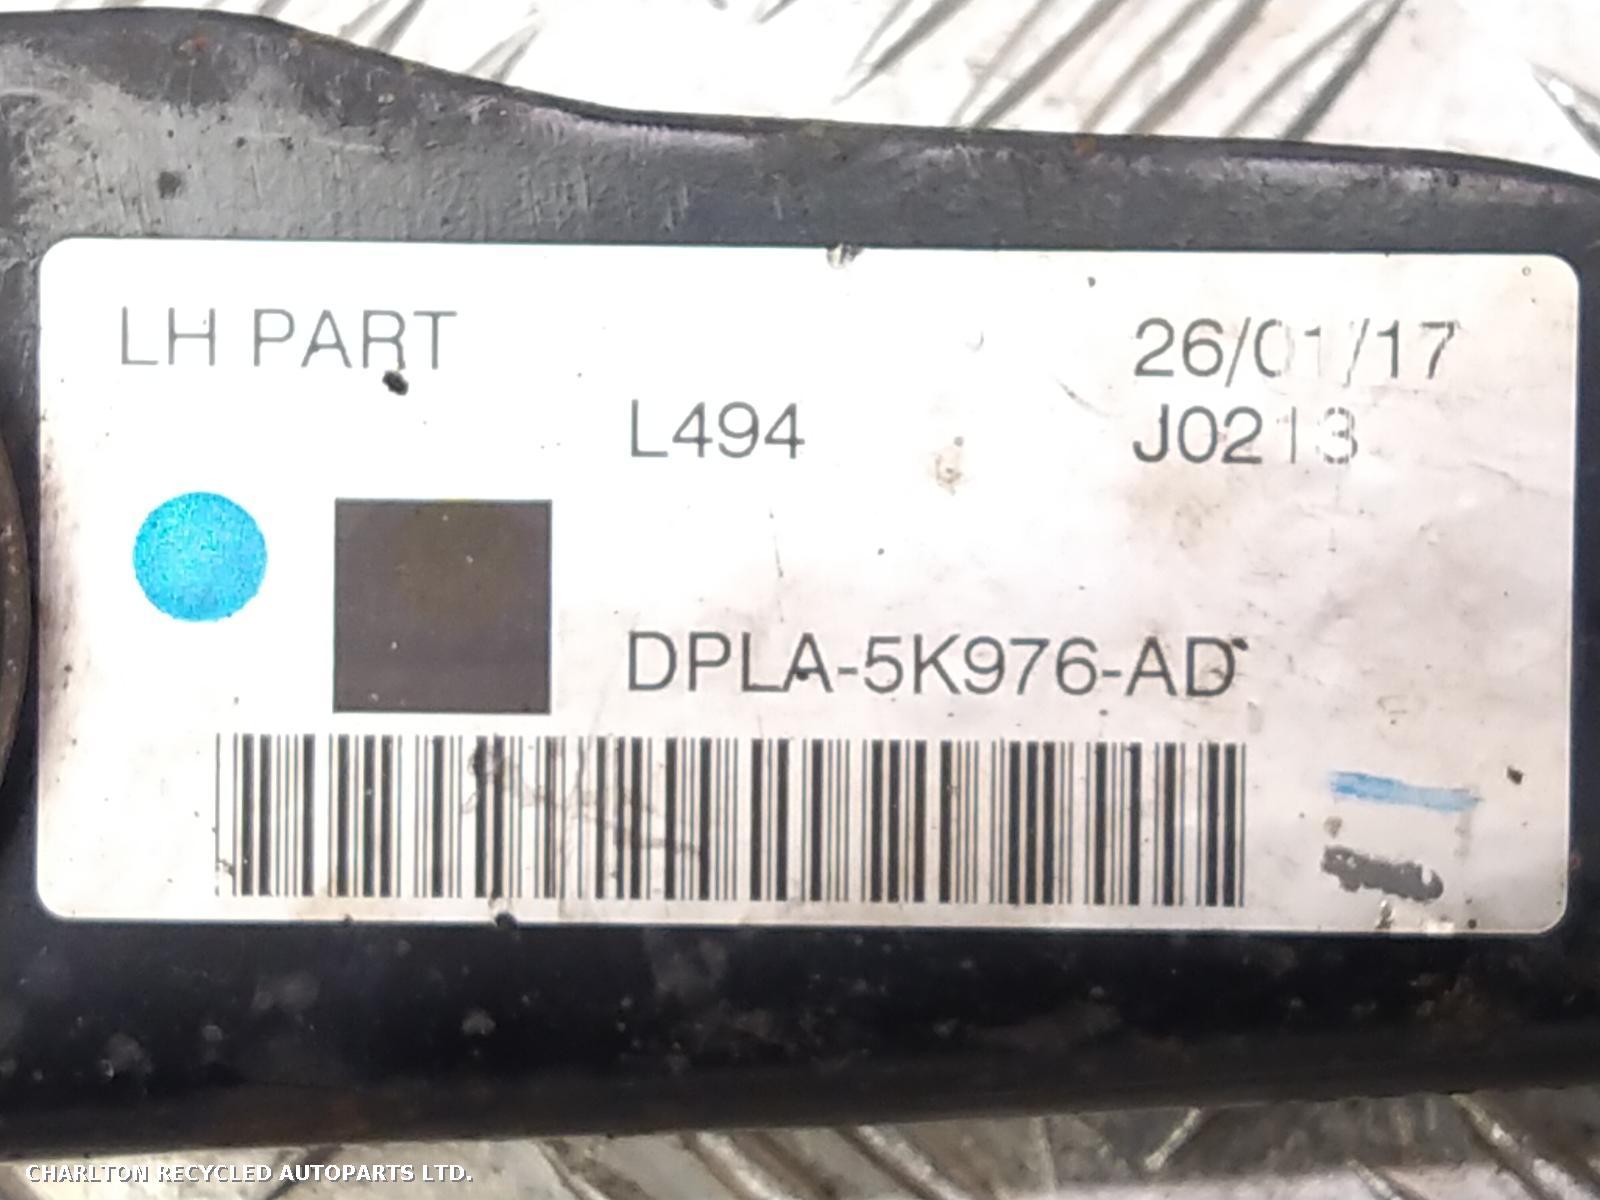 LH PART
26/01/17
L494
J0213
DPLA-5K976-AD
CHARLTON RECYCLED AUTOPARTS LTD.